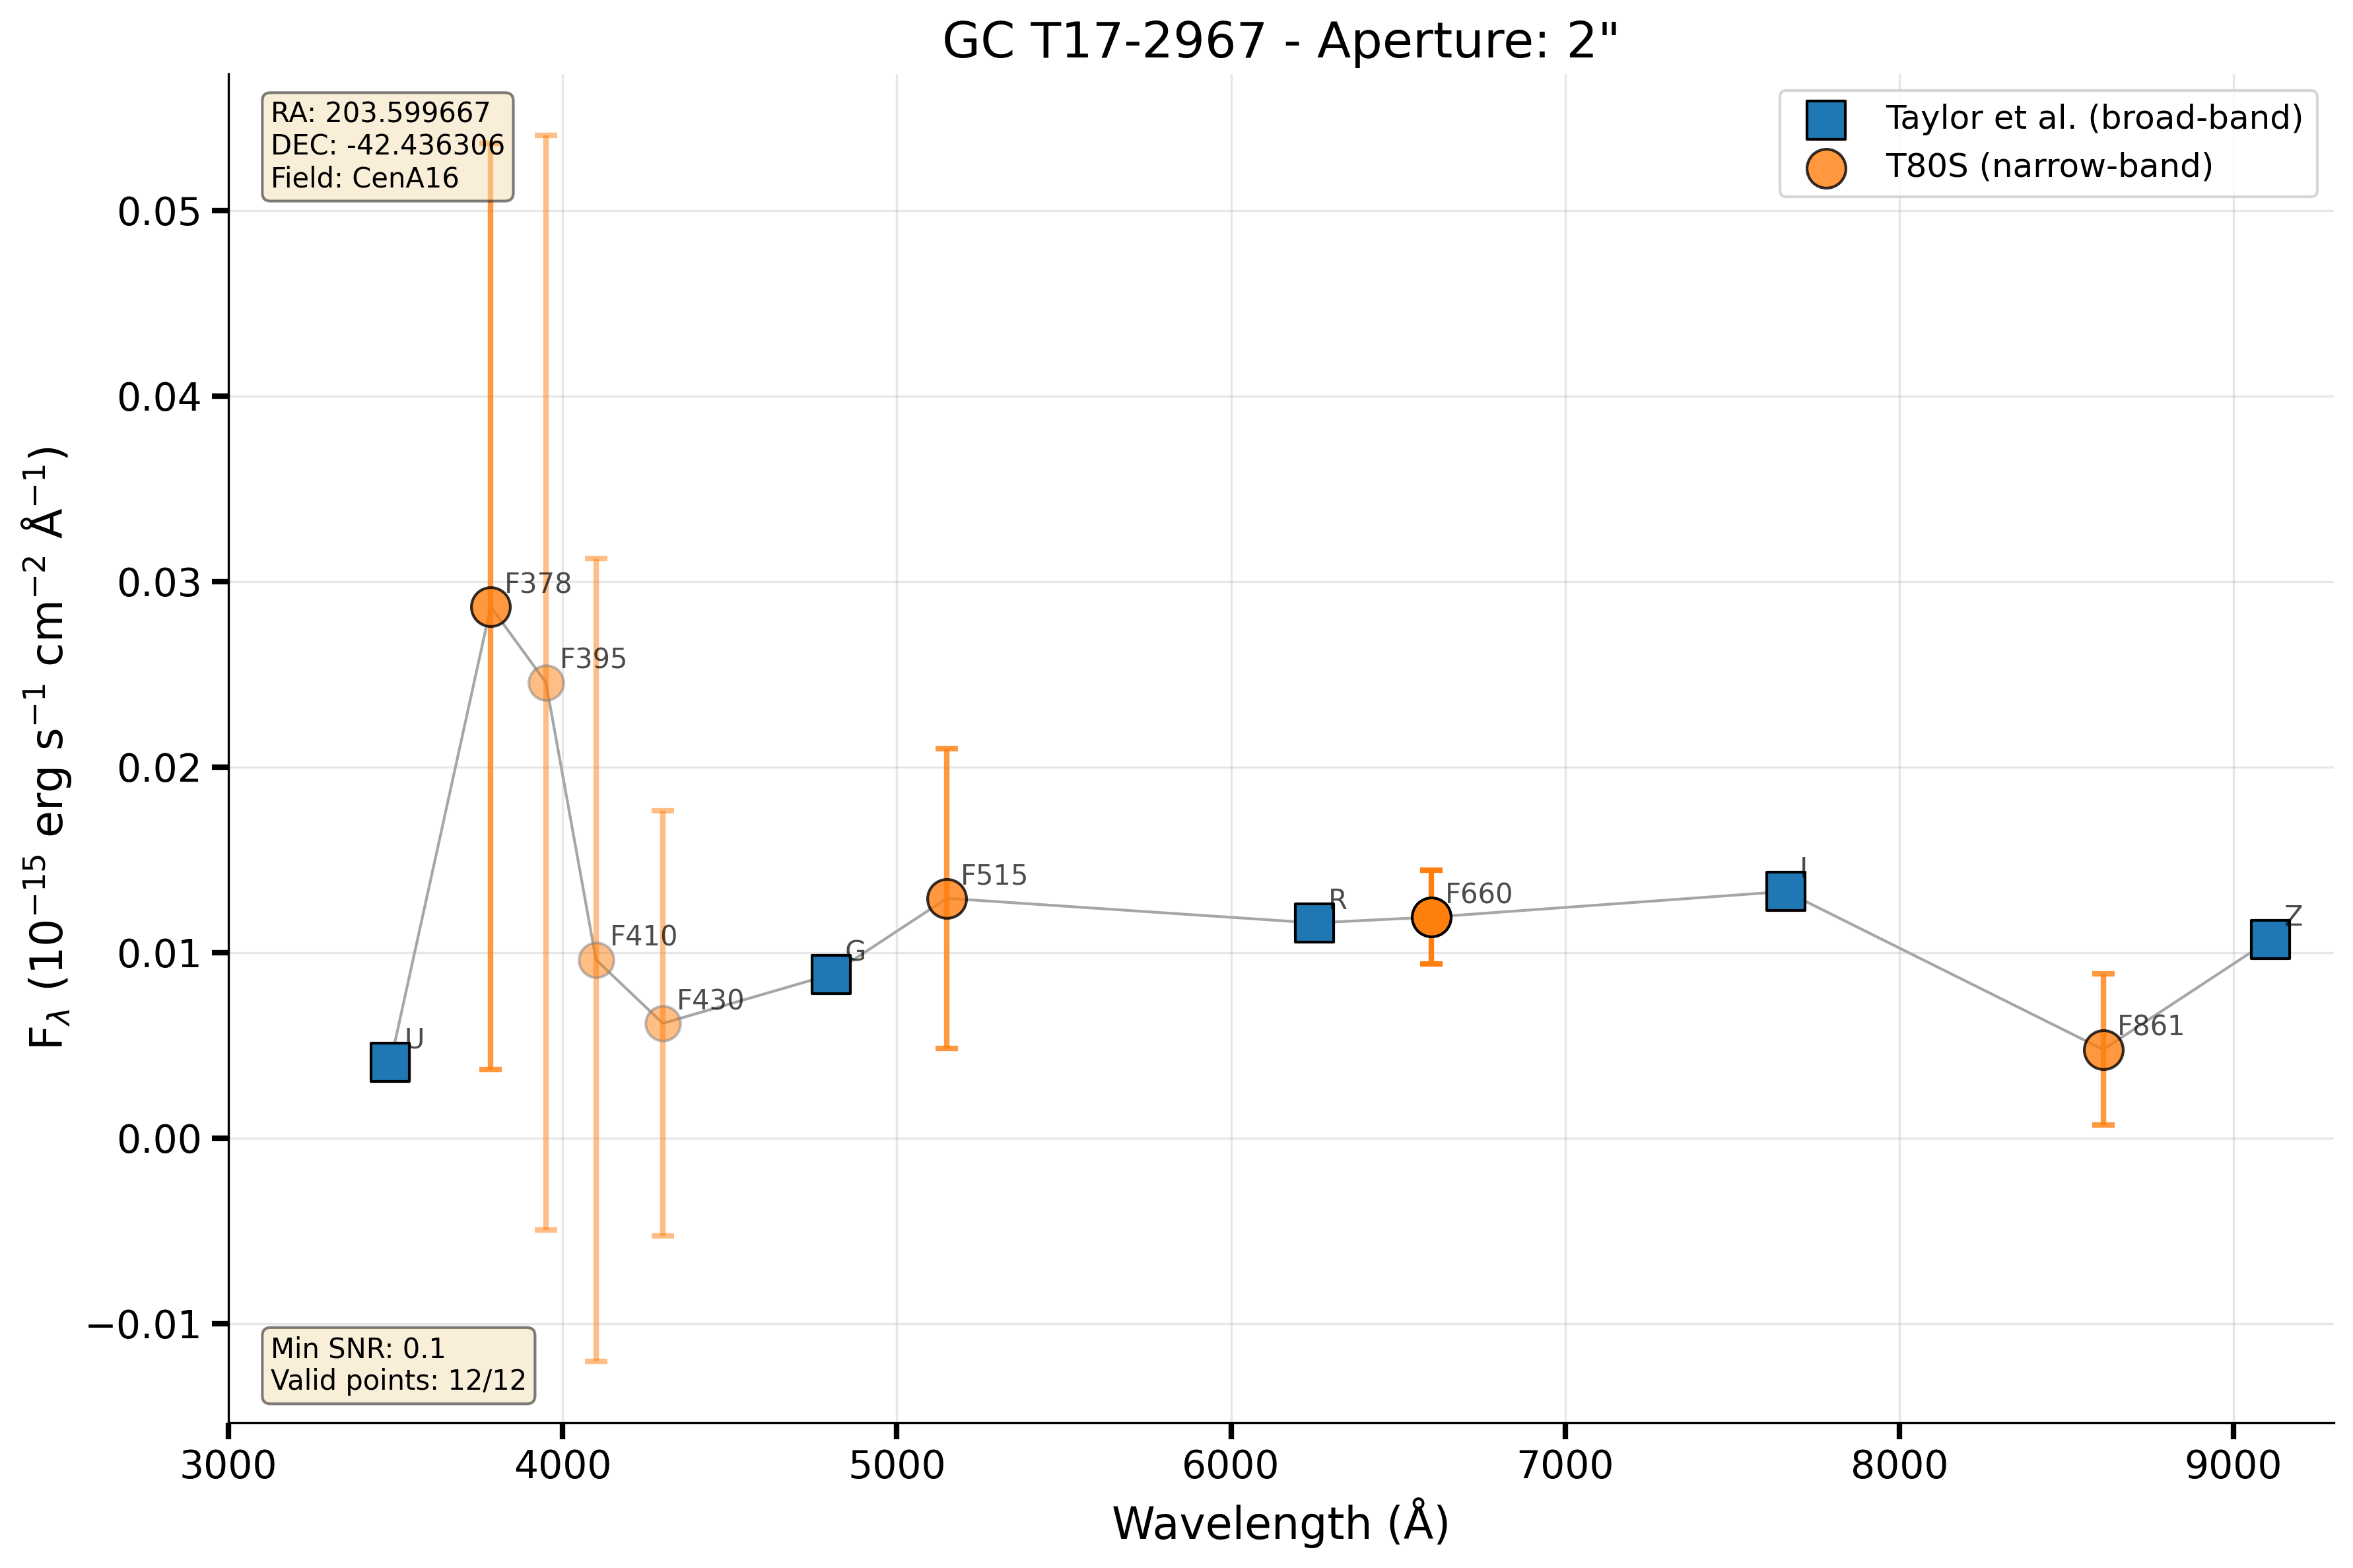 GC T17-2967 - Aperture: 2"
RA: 203.599667
DEC: -42.436306
Field: CenA16
Taylor et al. (broad-band)
T80S (narrow-band)
0.05
0.04
0.03
0.02
0.01
0.00
−0.01
F_λ (10⁻¹⁵ erg s⁻¹ cm⁻² Å⁻¹)
U
F378
F395
F410
F430
G
F515
R
F660
I
F861
Z
Min SNR: 0.1
Valid points: 12/12
3000 4000 5000 6000 7000 8000 9000
Wavelength (Å)